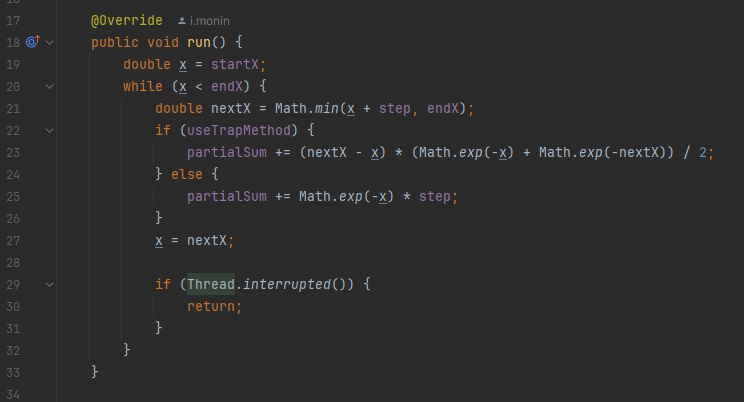 17 @Override i.monin
18 public void run() {
19 double x = startX;
20 while (x < endX) {
21 double nextX = Math.min(x + step, endX);
22 if (useTrapMethod) {
23 partialSum += (nextX - x) * (Math.exp(-x) + Math.exp(-nextX)) / 2;
24 } else {
25 partialSum += Math.exp(-x) * step;
26 }
27 x = nextX;
28
29 if (Thread.interrupted()) {
30 return;
31 }
32 }
33 }
34